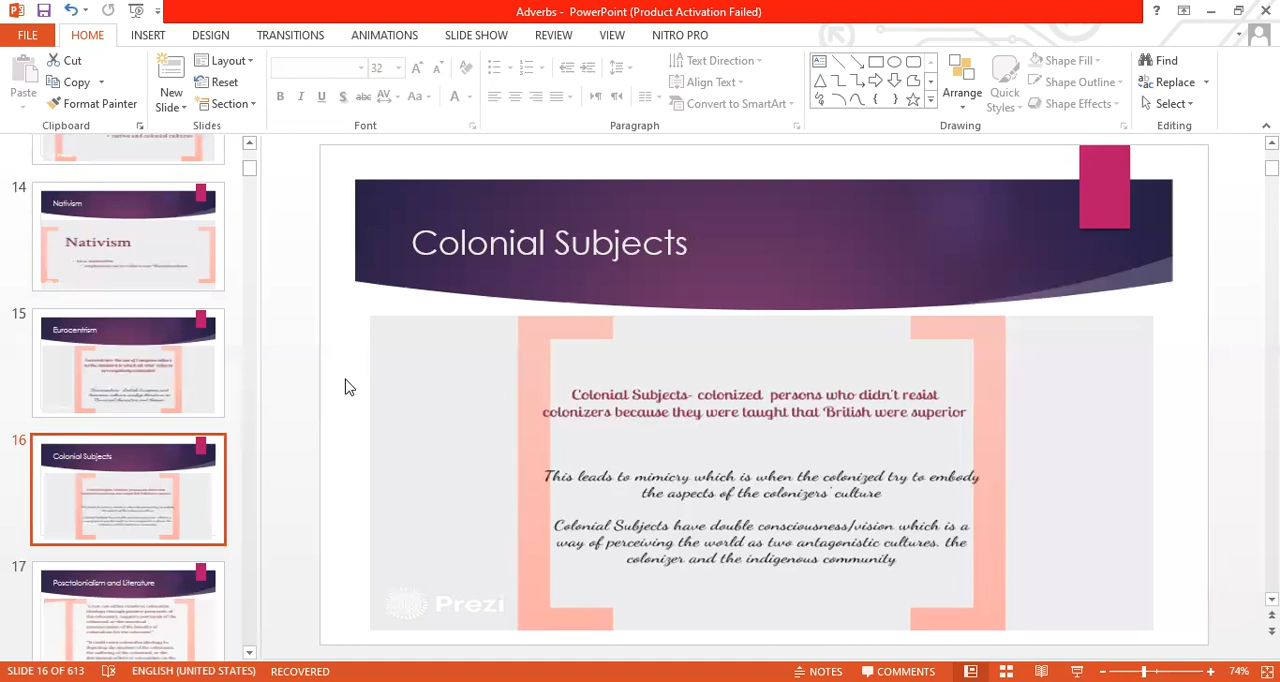 Adverbs - PowerPoint (Product Activation Failed)
FILE HOME INSERT DESIGN TRANSITIONS ANIMATIONS SLIDE SHOW REVIEW VIEW NITRO PRO
Paste
Cut
Copy
Format Painter
Clipboard
New
Slide
Layout
Reset
Section
Slides
32
Font
Text Direction
Align Text
Convert to SmartArt
Paragraph
Arrange
Quick
Styles
Shape Fill
Shape Outline
Shape Effects
Drawing
Find
Replace
Select
Editing
14
Nativism
Nativism
15
Eurocentrism
16
Colonial Subjects
17
Posctolonialism and Literature
Colonial Subjects
Colonial Subjects- colonized persons who didn't resist
colonizers because they were taught that British were superior
This leads to mimicry which is when the colonized try to embody
the aspects of the colonizers' culture
Colonial Subjects have double consciousness/vision which is a
way of perceiving the world as two antagonistic cultures. the
colonizer and the indigenous community
Prezi
SLIDE 16 OF 613 ENGLISH (UNITED STATES) RECOVERED
NOTES COMMENTS 74%